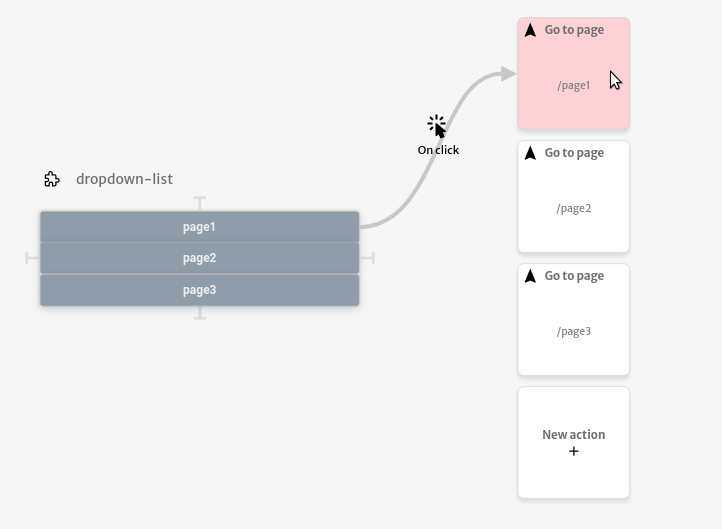 Go to page
/page1
On click
dropdown-list
page1
page2
page3
Go to page
/page2
Go to page
/page3
New action
+